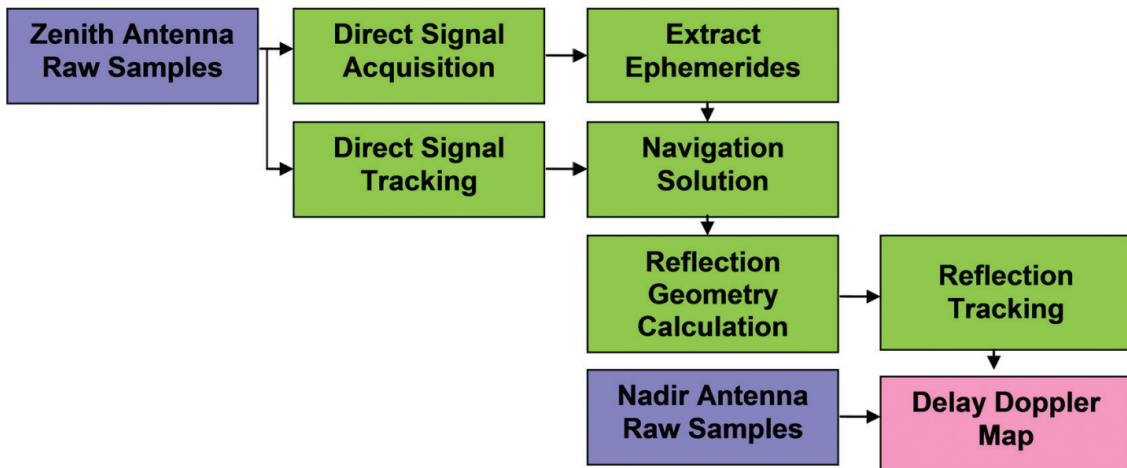 Zenith Antenna
Raw Samples
Direct Signal
Acquisition
Extract
Ephemerides
Direct Signal
Tracking
Navigation
Solution
Reflection
Geometry
Calculation
Reflection
Tracking
Nadir Antenna
Raw Samples
Delay Doppler
Map